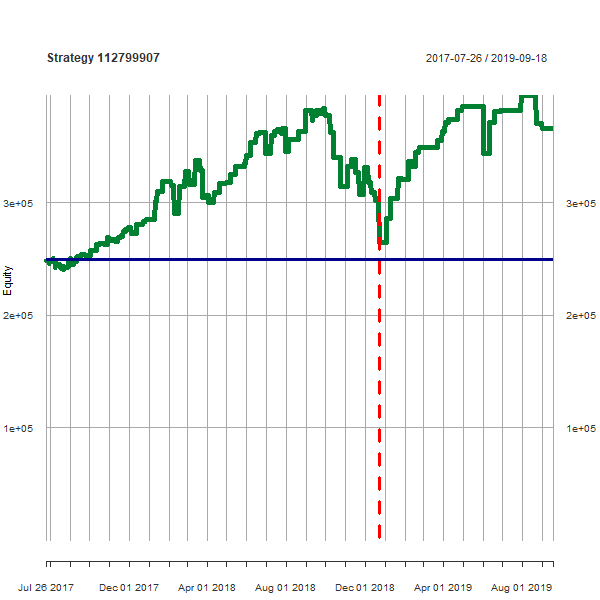 Strategy 112799907
2017-07-26 / 2019-09-18
3e+05
3e+05
Equity
2e+05
2e+05
1e+05
1e+05
Jul 26 2017
Dec 01 2017
Apr 01 2018
Aug 01 2018
Dec 01 2018
Apr 01 2019
Aug 01 2019